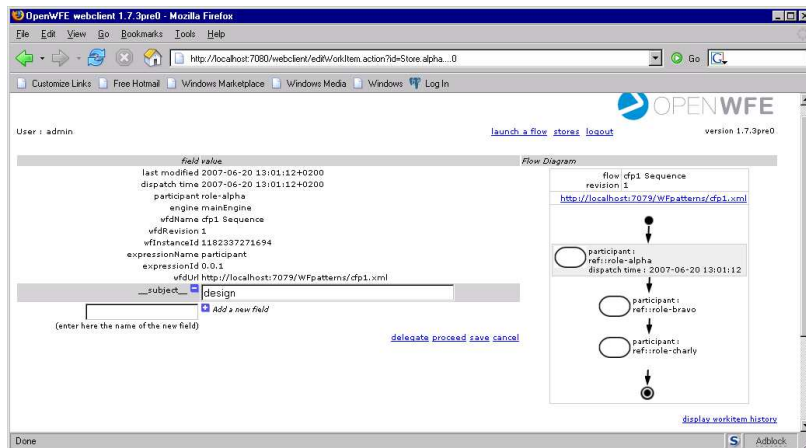 OpenWFE webclient 1.7.3pre0 - Mozilla Firefox
File Edit View Go Bookmarks Tools Help
http://localhost:7080/webclient/editWorkItem.action?id=Store.alpha....0
Go
Customize Links Free Hotmail Windows Marketplace Windows Media Windows Log In
OPENWFE
User : admin
launch a flow stores logout
version 1.7.3pre0
field value
last modified 2007-06-20 13:01:12+0200
dispatch time 2007-06-20 13:01:12+0200
participant role-alpha
engine mainEngine
wfdName cfp1 Sequence
wfdRevision 1
wfInstanceId 1182337271694
expressionName participant
expressionId 0.0.1
wfdUrl http://localhost:7079/WFpatterns/cfp1.xml
__subject__ design
Add a new field
(enter here the name of the new field)
delegate proceed save cancel
Flow Diagram
flow cfp1 Sequence
revision 1
http://localhost:7079/WFpatterns/cfp1.xml
participant :
ref::role-alpha
dispatch time : 2007-06-20 13:01:12
participant :
ref::role-bravo
participant :
ref::role-charly
display workitem history
Done
S Adblock